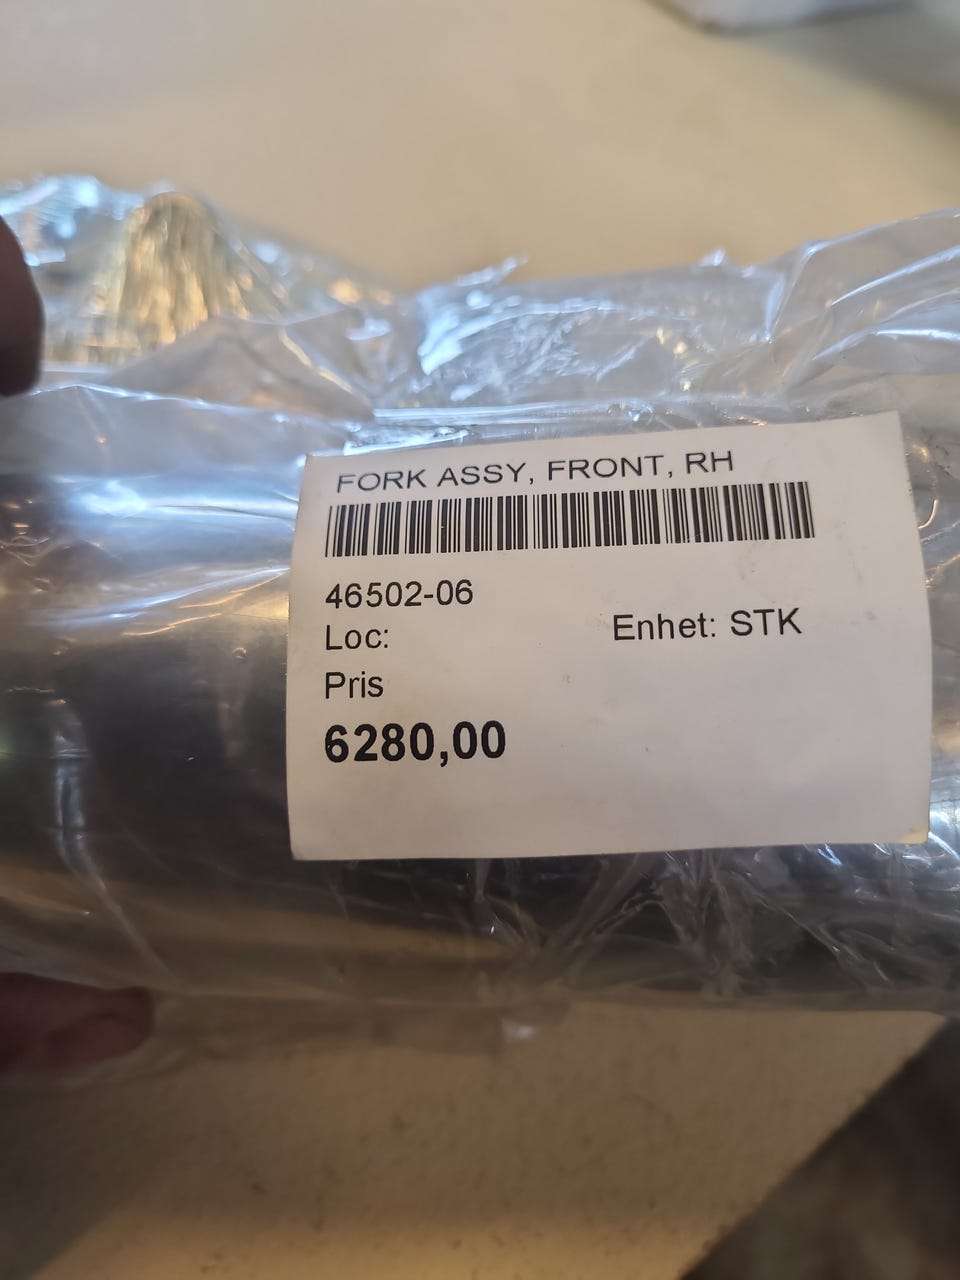 FORK ASSY, FRONT, RH
46502-06
Loc:
Enhet: STK
Pris
6280,00